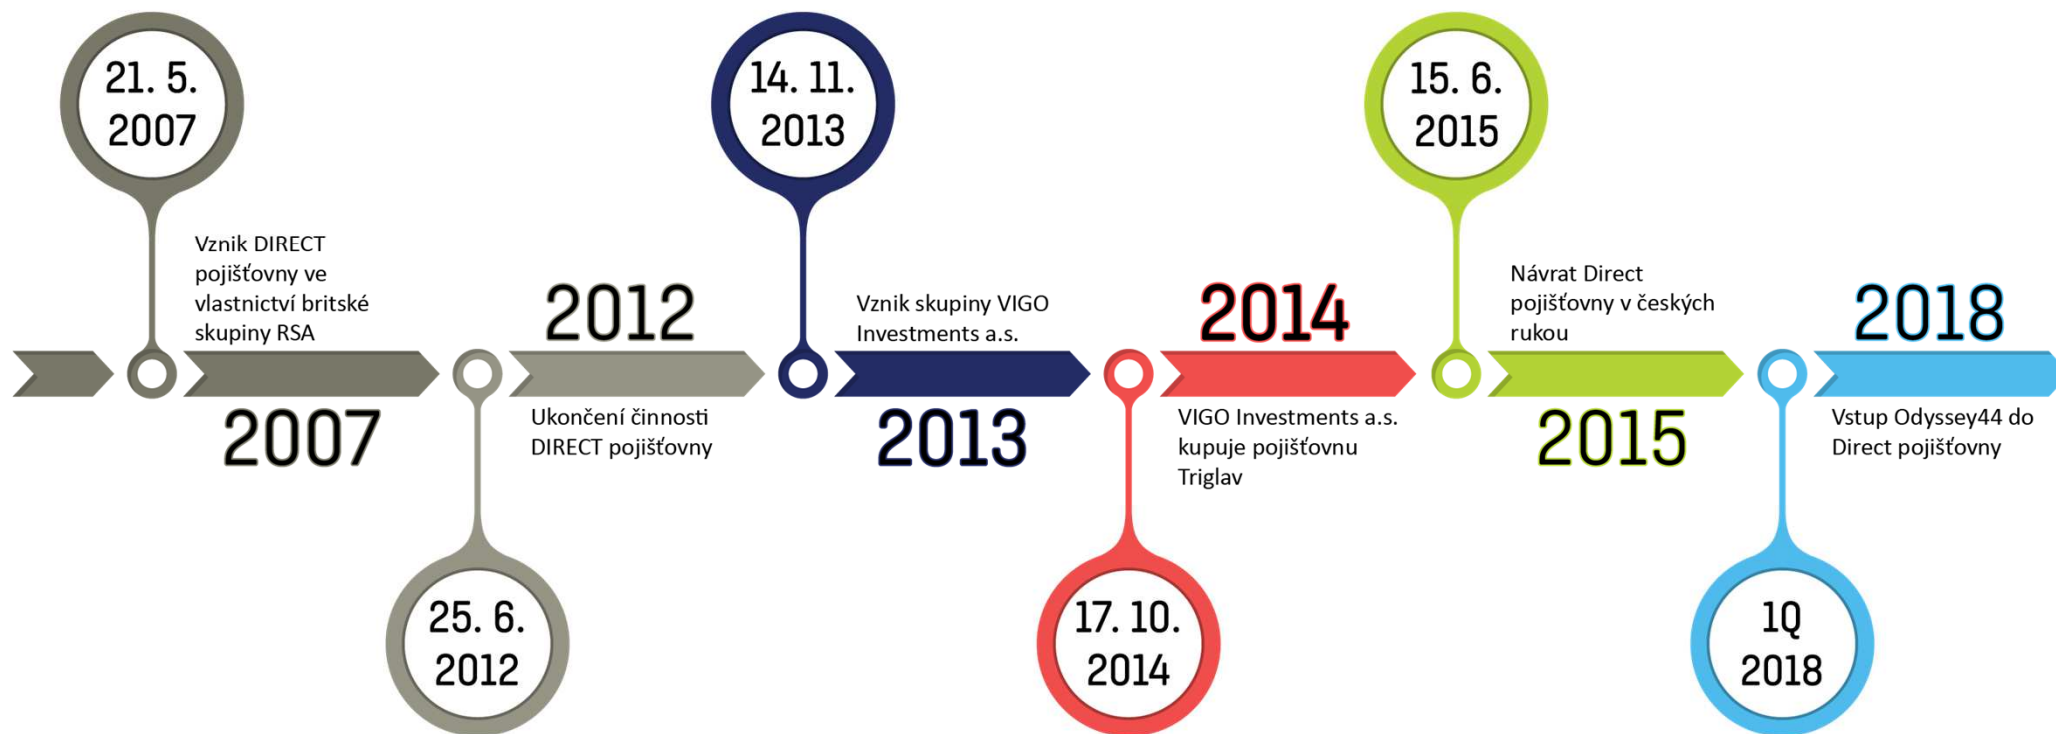 21. 5.
2007
Vznik DIRECT
pojišťovny ve
vlastnictví britské
skupiny RSA
2007
2012
Ukončení činnosti
DIRECT pojišťovny
25. 6.
2012
14. 11.
2013
Vznik skupiny VIGO
Investments a.s.
2013
2014
VIGO Investments a.s.
kupuje pojišťovnu
Triglav
17. 10.
2014
15. 6.
2015
Návrat Direct
pojišťovny v českých
rukou
2015
2018
Vstup Odyssey44 do
Direct pojišťovny
1Q
2018